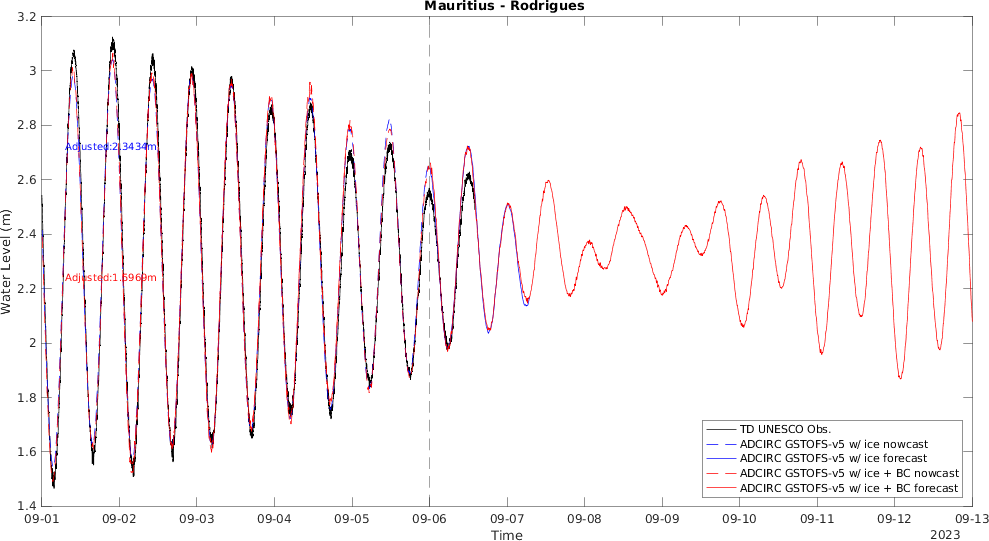 Mauritius - Rodrigues
3.2
3
2.8
2.6
2.4
2.2
2
1.8
1.6
1.4
Water Level (m)
Adjusted:2.3434m
Adjusted:1.6969m
TD UNESCO Obs.
ADCIRC GSTOFS-v5 w/ ice nowcast
ADCIRC GSTOFS-v5 w/ ice forecast
ADCIRC GSTOFS-v5 w/ ice + BC nowcast
ADCIRC GSTOFS-v5 w/ ice + BC forecast
09-01 09-02 09-03 09-04 09-05 09-06 09-07 09-08 09-09 09-10 09-11 09-12 09-13
Time
2023